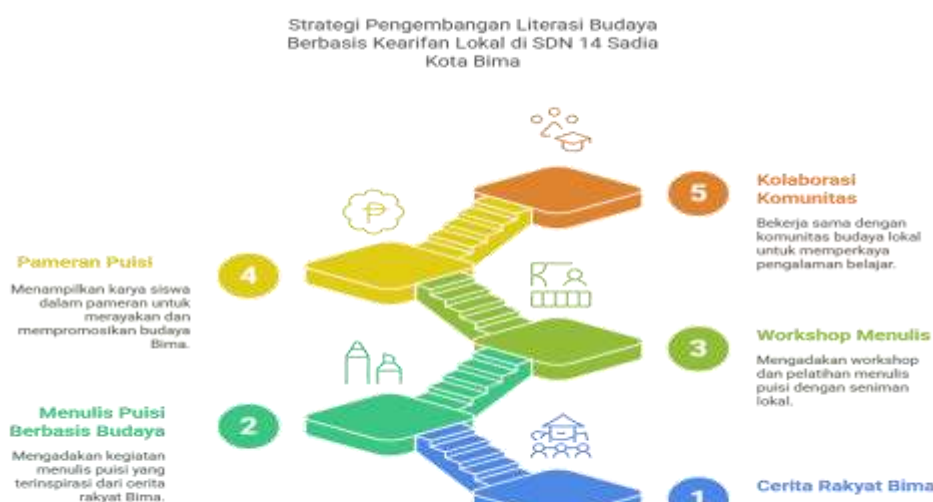 Strategi Pengembangan Literasi Budaya
Berbasis Kearifan Lokal di SDN 14 Sadia
Kota Bima
5
Kolaborasi
Komunitas
Bekerja sama dengan
komunitas budaya lokal
untuk memperkaya
pengalaman belajar.
Pameran Puisi
4
Menampilkan karya siswa
dalam pameran untuk
merayakan dan
mempromosikan budaya
Bima.
3
Workshop Menulis
Mengadakan workshop
dan pelatihan menulis
puisi dengan seniman
lokal.
Menulis Puisi
Berbasis Budaya
2
Mengadakan kegiatan
menulis puisi yang
terinspirasi dari cerita
rakyat Bima.
1
Cerita Rakyat Bima